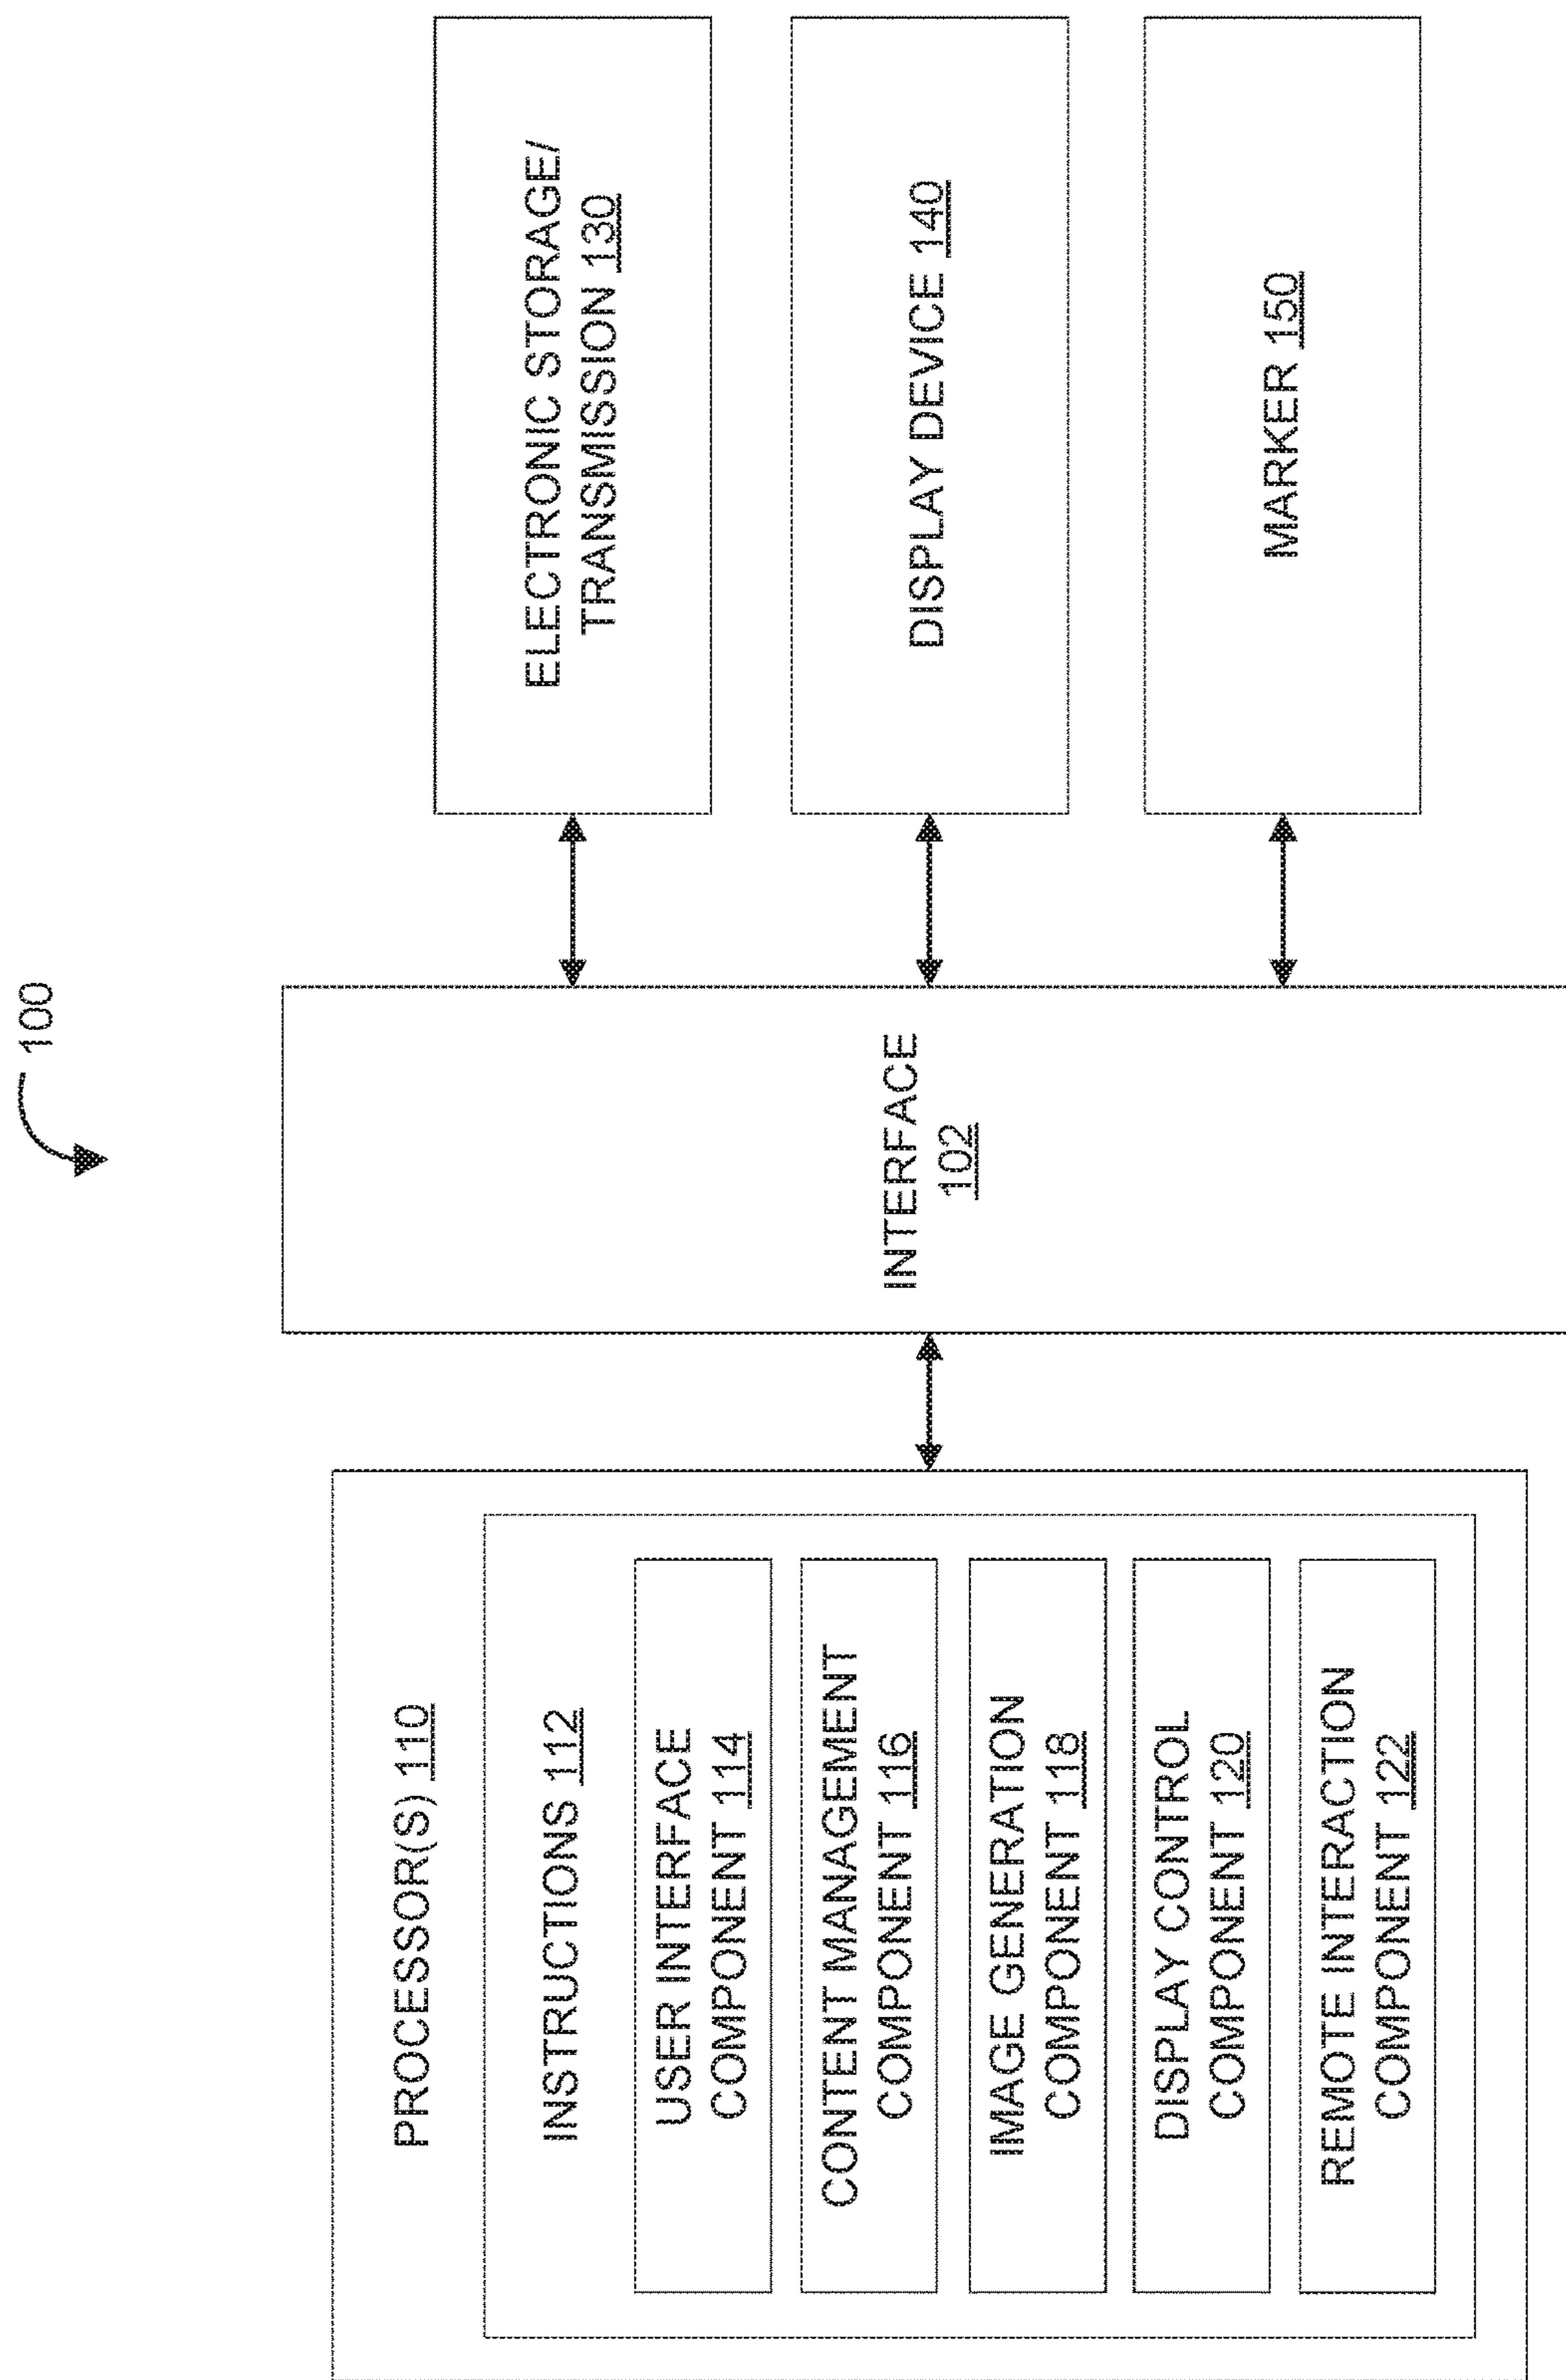 100
PROCESSOR(S) 110
INSTRUCTIONS 112
USER INTERFACE
COMPONENT 114
CONTENT MANAGEMENT
COMPONENT 116
IMAGE GENERATION
COMPONENT 118
DISPLAY CONTROL
COMPONENT 120
REMOTE INTERACTION
COMPONENT 122
INTERFACE
102
ELECTRONIC STORAGE/
TRANSMISSION 130
DISPLAY DEVICE 140
MARKER 150